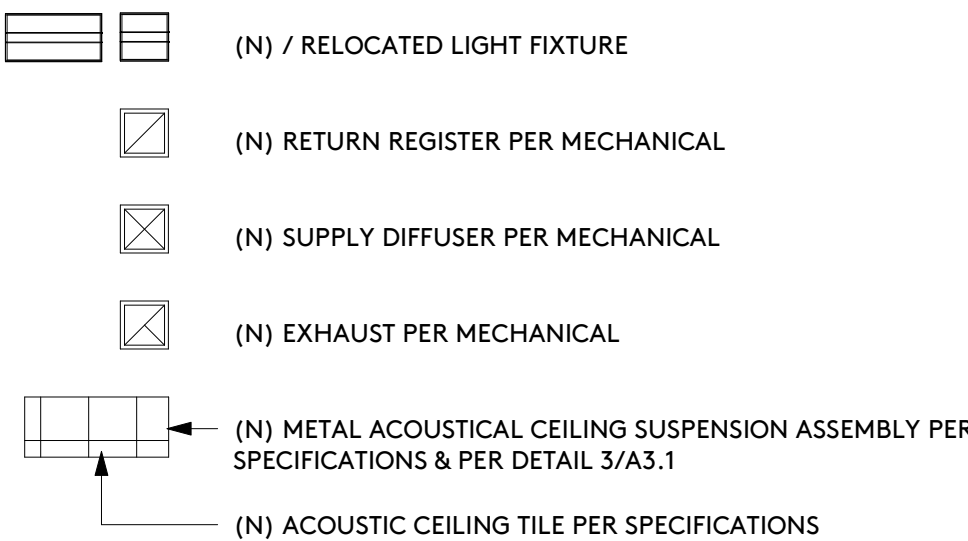 (N) / RELOCATED LIGHT FIXTURE
(N) RETURN REGISTER PER MECHANICAL
(N) SUPPLY DIFFUSER PER MECHANICAL
(N) EXHAUST PER MECHANICAL
(N) METAL ACOUSTICAL CEILING SUSPENSION ASSEMBLY PER
SPECIFICATIONS & PER DETAIL 3/A3.1
(N) ACOUSTIC CEILING TILE PER SPECIFICATIONS